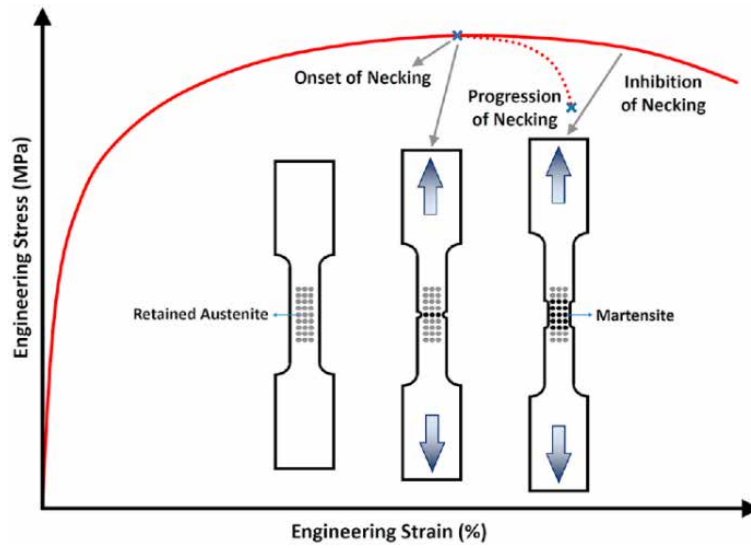 Engineering Stress (MPa)
Onset of Necking
Progression
of Necking
Inhibition
of Necking
Retained Austenite
Martensite
Engineering Strain (%)